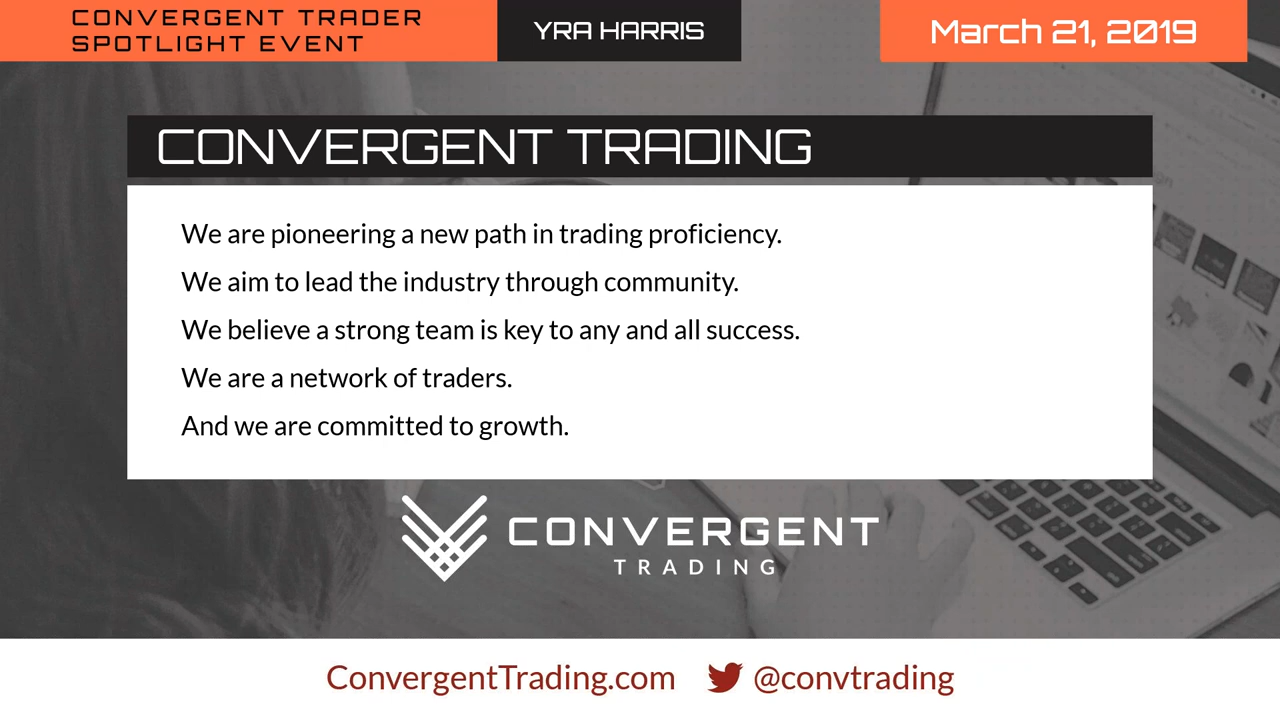 CONVERGENT TRADER
SPOTLIGHT EVENT
YRA HARRIS
March 21, 2019
CONVERGENT TRADING
We are pioneering a new path in trading proficiency.
We aim to lead the industry through community.
We believe a strong team is key to any and all success.
We are a network of traders.
And we are committed to growth.
CONVERGENT
TRADING
ConvergentTrading.com @convtrading